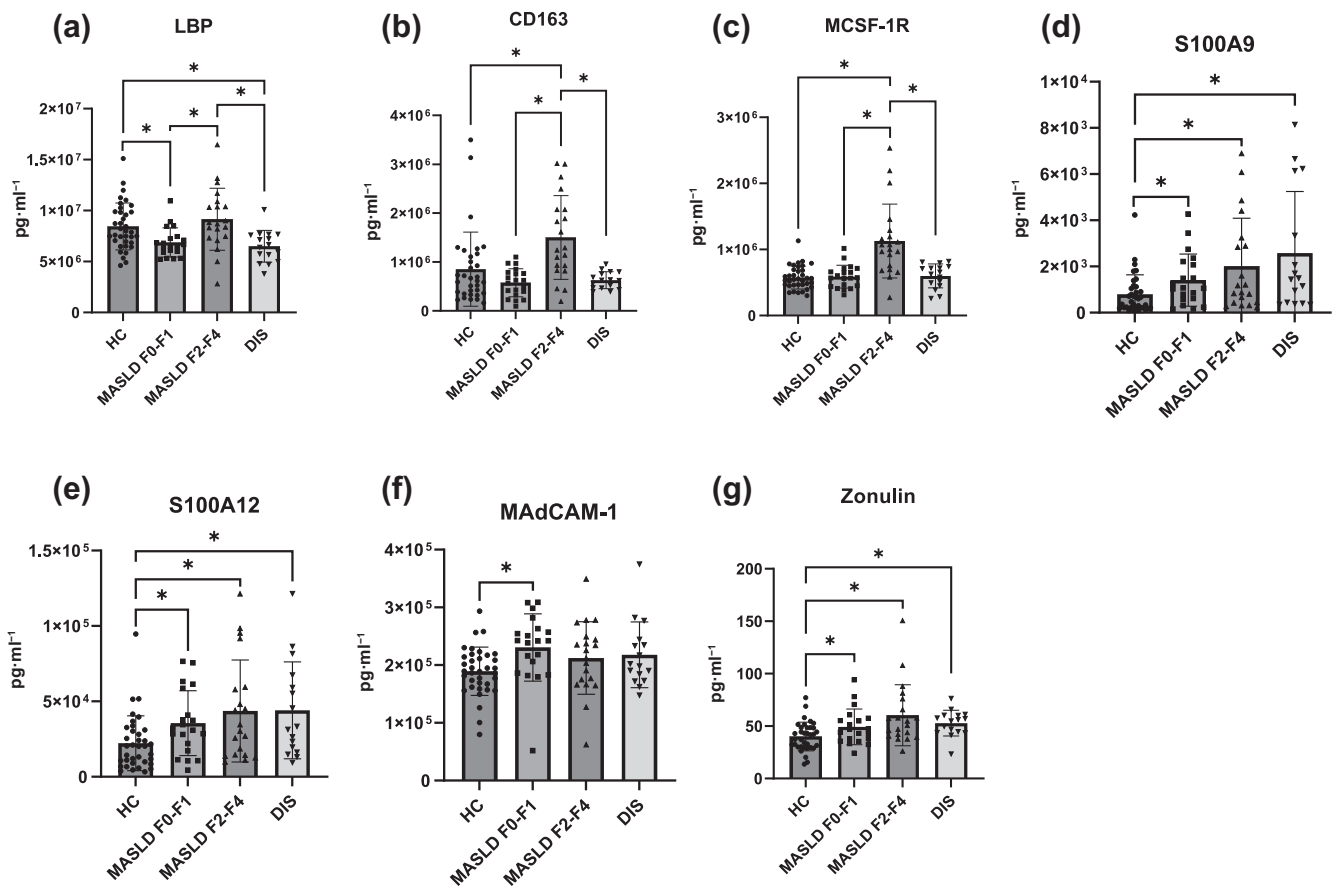 (a)
LBP
pg·ml⁻¹
2×10⁷
1.5×10⁷
1×10⁷
5×10⁶
0
* * * * 
HC
MASLD F0-F1
MASLD F2-F4
DIS
(b)
CD163
pg·ml⁻¹
4×10⁶
3×10⁶
2×10⁶
1×10⁶
0
* * *
HC
MASLD F0-F1
MASLD F2-F4
DIS
(c)
MCSF-1R
pg·ml⁻¹
3×10⁶
2×10⁶
1×10⁶
0
* * *
HC
MASLD F0-F1
MASLD F2-F4
DIS
(d)
S100A9
pg·ml⁻¹
1×10⁴
8×10³
6×10³
4×10³
2×10³
0
* * *
HC
MASLD F0-F1
MASLD F2-F4
DIS
(e)
S100A12
pg·ml⁻¹
1.5×10⁵
1×10⁵
5×10⁴
0
* * *
HC
MASLD F0-F1
MASLD F2-F4
DIS
(f)
MAdCAM-1
pg·ml⁻¹
4×10⁵
3×10⁵
2×10⁵
1×10⁵
0
*
HC
MASLD F0-F1
MASLD F2-F4
DIS
(g)
Zonulin
pg·ml⁻¹
200
150
100
50
0
* * *
HC
MASLD F0-F1
MASLD F2-F4
DIS